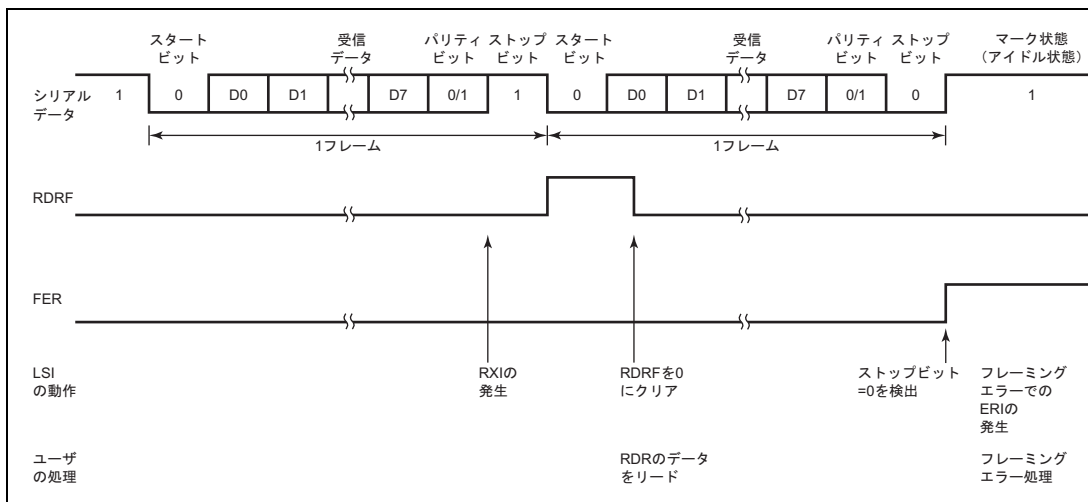 スタート
ビット
受信
データ
パリティ
ビット
ストップ
ビット
スタート
ビット
受信
データ
パリティ
ビット
ストップ
ビット
マーク状態
（アイドル状態）
シリアル
データ
1 0 D0 D1 D7 0/1 1 0 D0 D1 D7 0/1 0 1
1フレーム 1フレーム
RDRF
FER
LSI
の動作
RXIの
発生
RDRFを0
にクリア
ストップビット
=0を検出
フレーミング
エラーでの
ERIの
発生
ユーザ
の処理
RDRのデータ
をリード
フレーミング
エラー処理